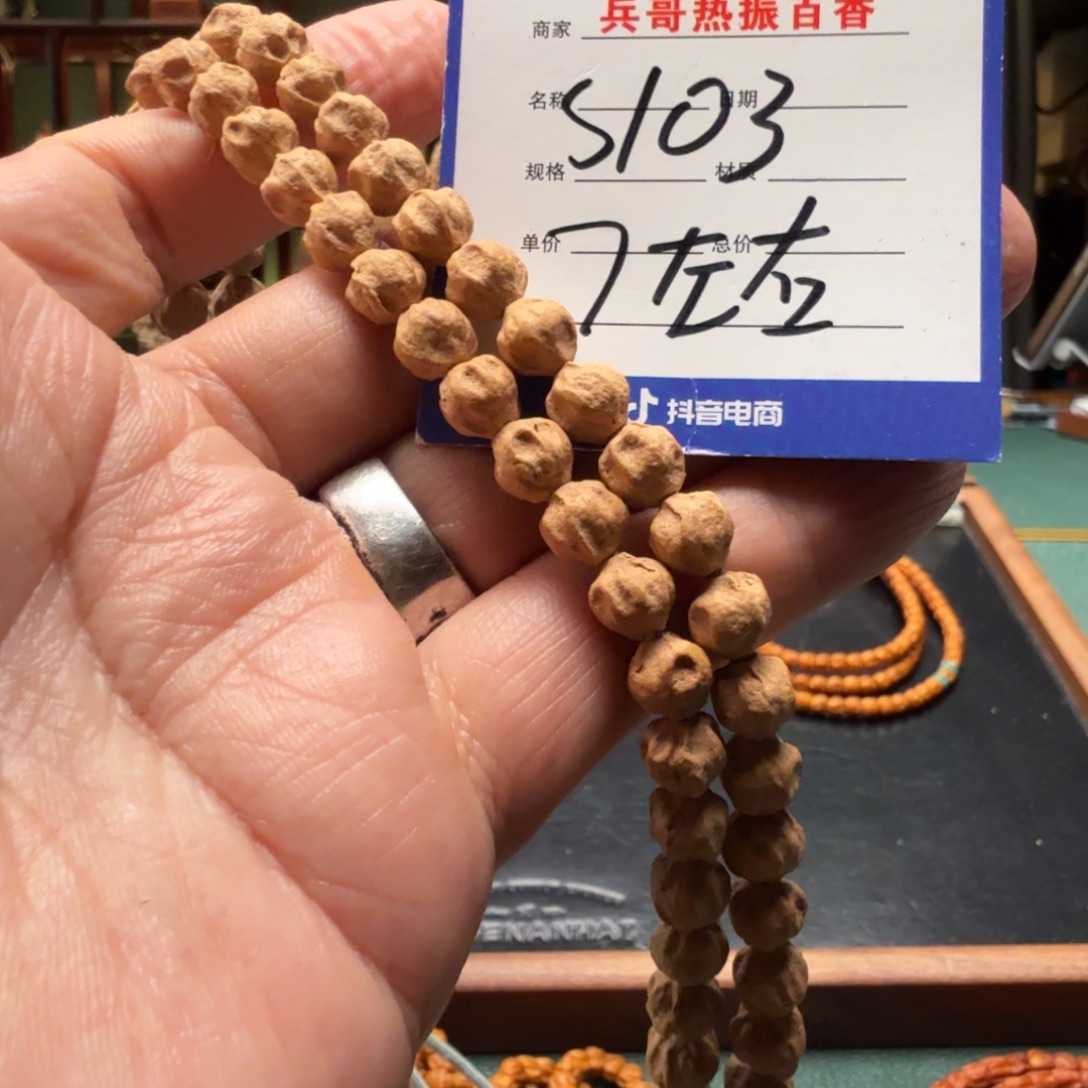 商家 兵哥热振古香
名称 日期
S103
规格 材质
单价 总价
7左右
抖音电商